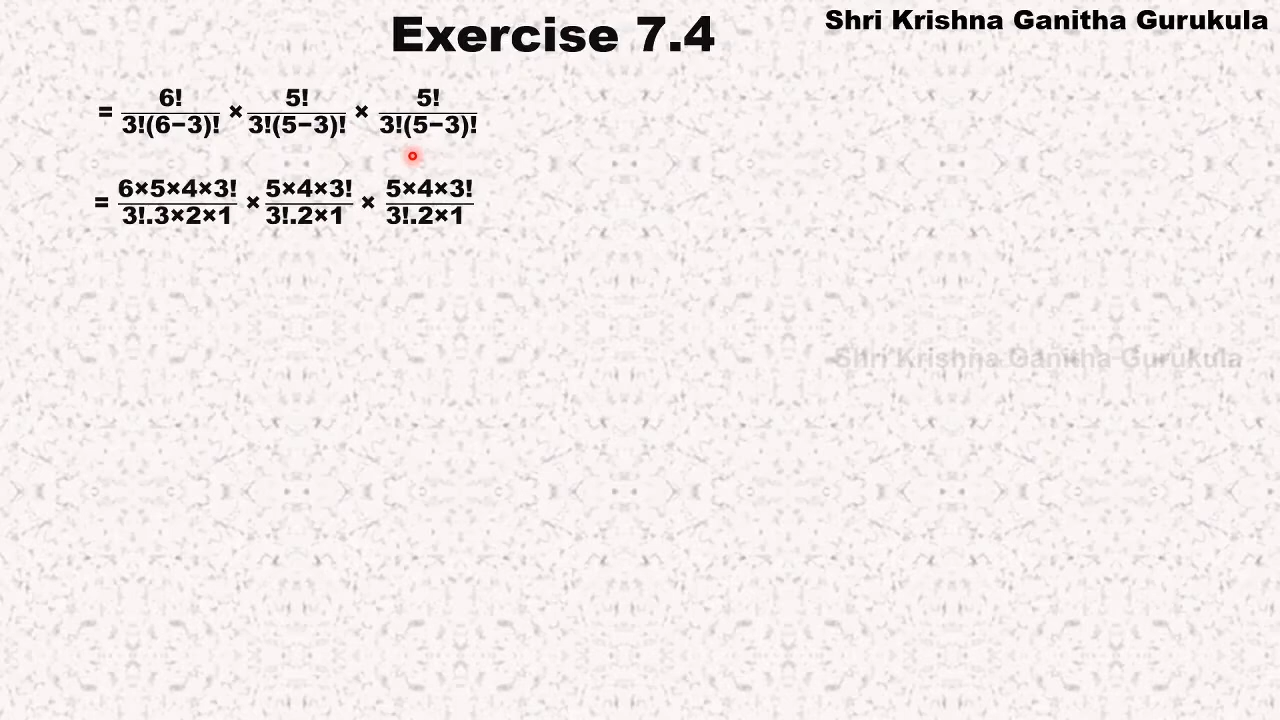 Exercise 7.4
Shri Krishna Ganitha Gurukula
= 6!/3!(6−3)! × 5!/3!(5−3)! × 5!/3!(5−3)!
= 6×5×4×3!/3!.3×2×1 × 5×4×3!/3!.2×1 × 5×4×3!/3!.2×1
Shri Krishna Ganitha Gurukula